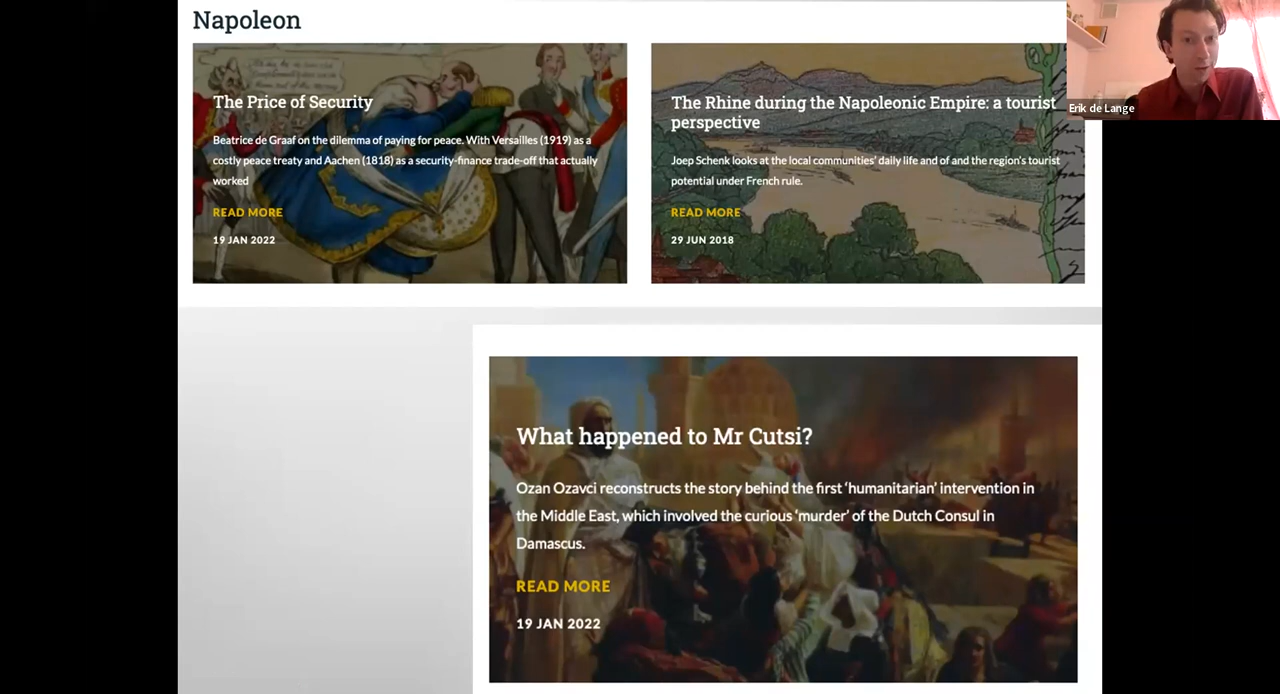 Napoleon
The Price of Security
Beatrice de Graaf on the dilemma of paying for peace. With Versailles (1919) as a
costly peace treaty and Aachen (1818) as a security-finance trade-off that actually
worked
READ MORE
19 JAN 2022
The Rhine during the Napoleonic Empire: a tourist
perspective
Joep Schenk looks at the local communities' daily life and of and the region's tourist
potential under French rule.
READ MORE
29 JUN 2018
Erik de Lange
What happened to Mr Cutsi?
Ozan Ozavci reconstructs the story behind the first ‘humanitarian’ intervention in
the Middle East, which involved the curious ‘murder’ of the Dutch Consul in
Damascus.
READ MORE
19 JAN 2022